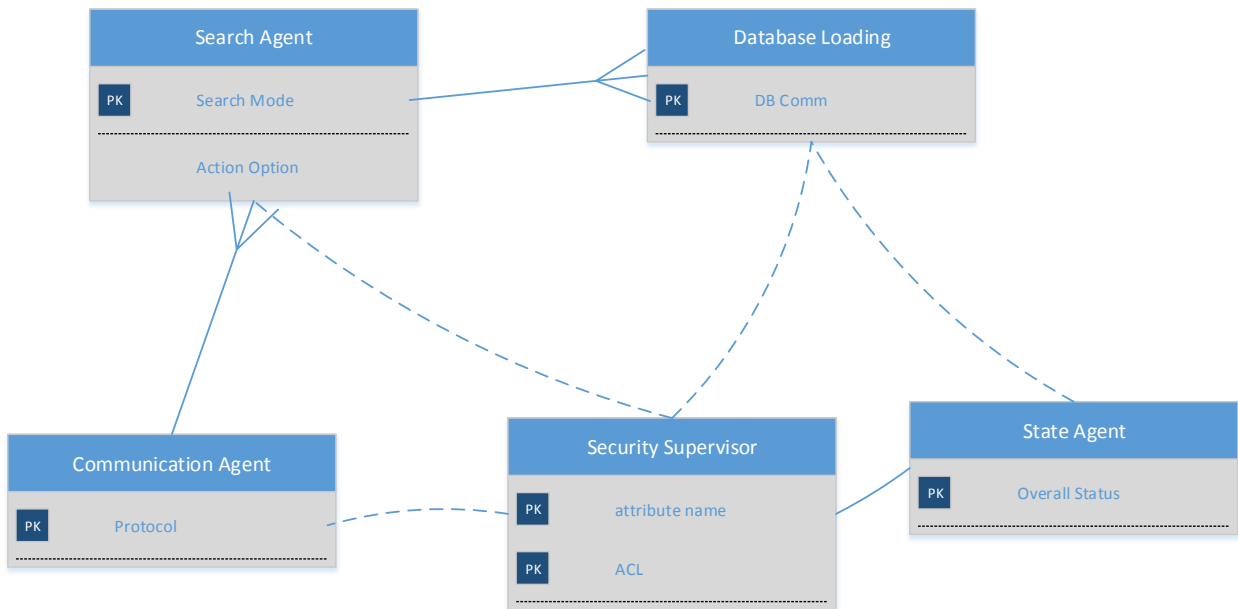 Search Agent
PK Search Mode
Action Option
Database Loading
PK DB Comm
Communication Agent
PK Protocol
Security Supervisor
PK attribute name
PK ACL
State Agent
PK Overall Status